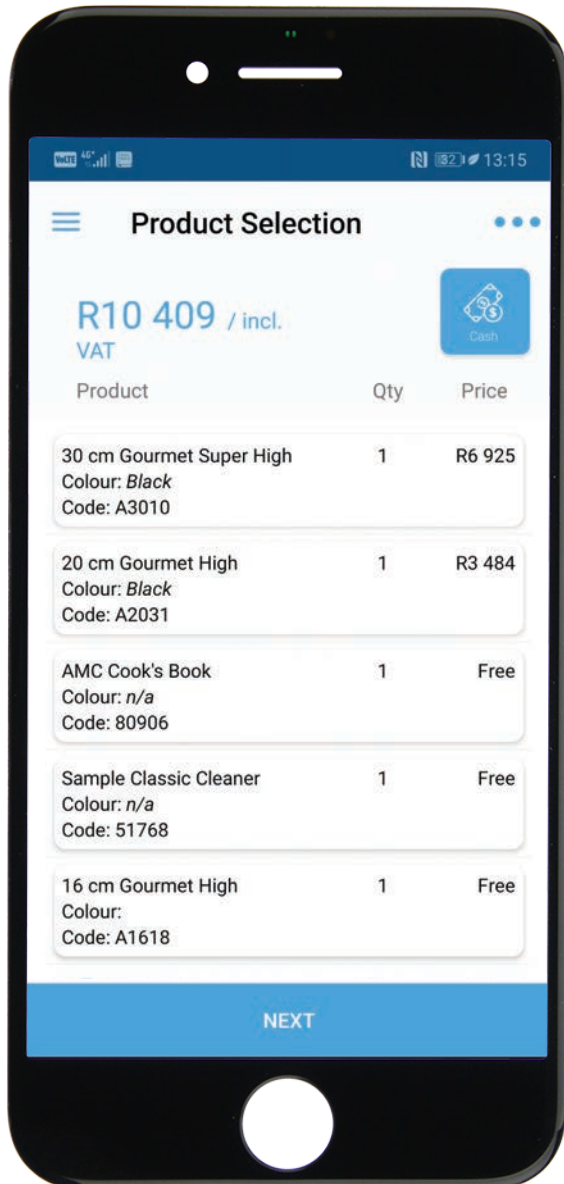 VoLTE 4G+ 82 13:15
Product Selection
R10 409 / incl.
VAT
Cash
Product Qty Price
30 cm Gourmet Super High 1 R6 925
Colour: Black
Code: A3010
20 cm Gourmet High 1 R3 484
Colour: Black
Code: A2031
AMC Cook's Book 1 Free
Colour: n/a
Code: 80906
Sample Classic Cleaner 1 Free
Colour: n/a
Code: 51768
16 cm Gourmet High 1 Free
Colour:
Code: A1618
NEXT